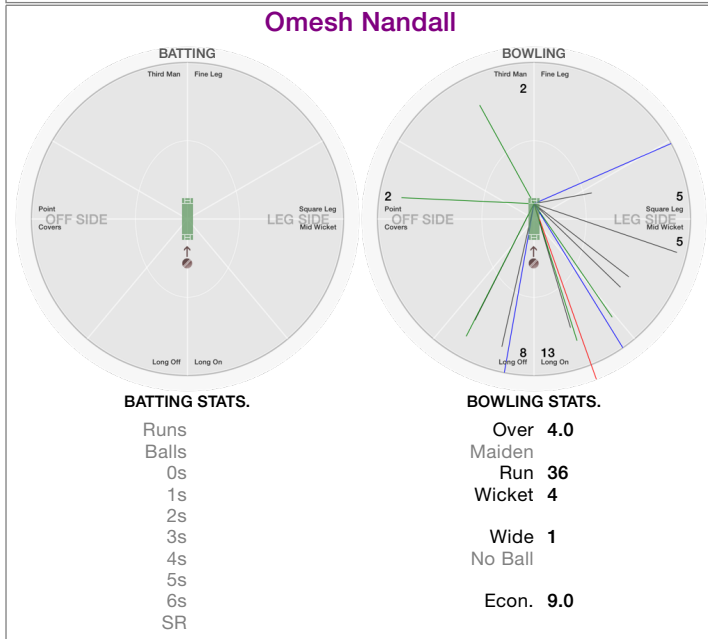 Omesh Nandall
BATTING
Third Man Fine Leg
Point
OFF SIDE
Covers
Square Leg
LEG SIDE
Mid Wicket
Long Off Long On
BOWLING
Third Man Fine Leg
2
2
Point
OFF SIDE
Covers
5
Square Leg
LEG SIDE
Mid Wicket
5
8 13
Long Off Long On
BATTING STATS.
Runs
Balls
0s
1s
2s
3s
4s
5s
6s
SR
BOWLING STATS.
Over 4.0
Maiden
Run 36
Wicket 4
Wide 1
No Ball
Econ. 9.0